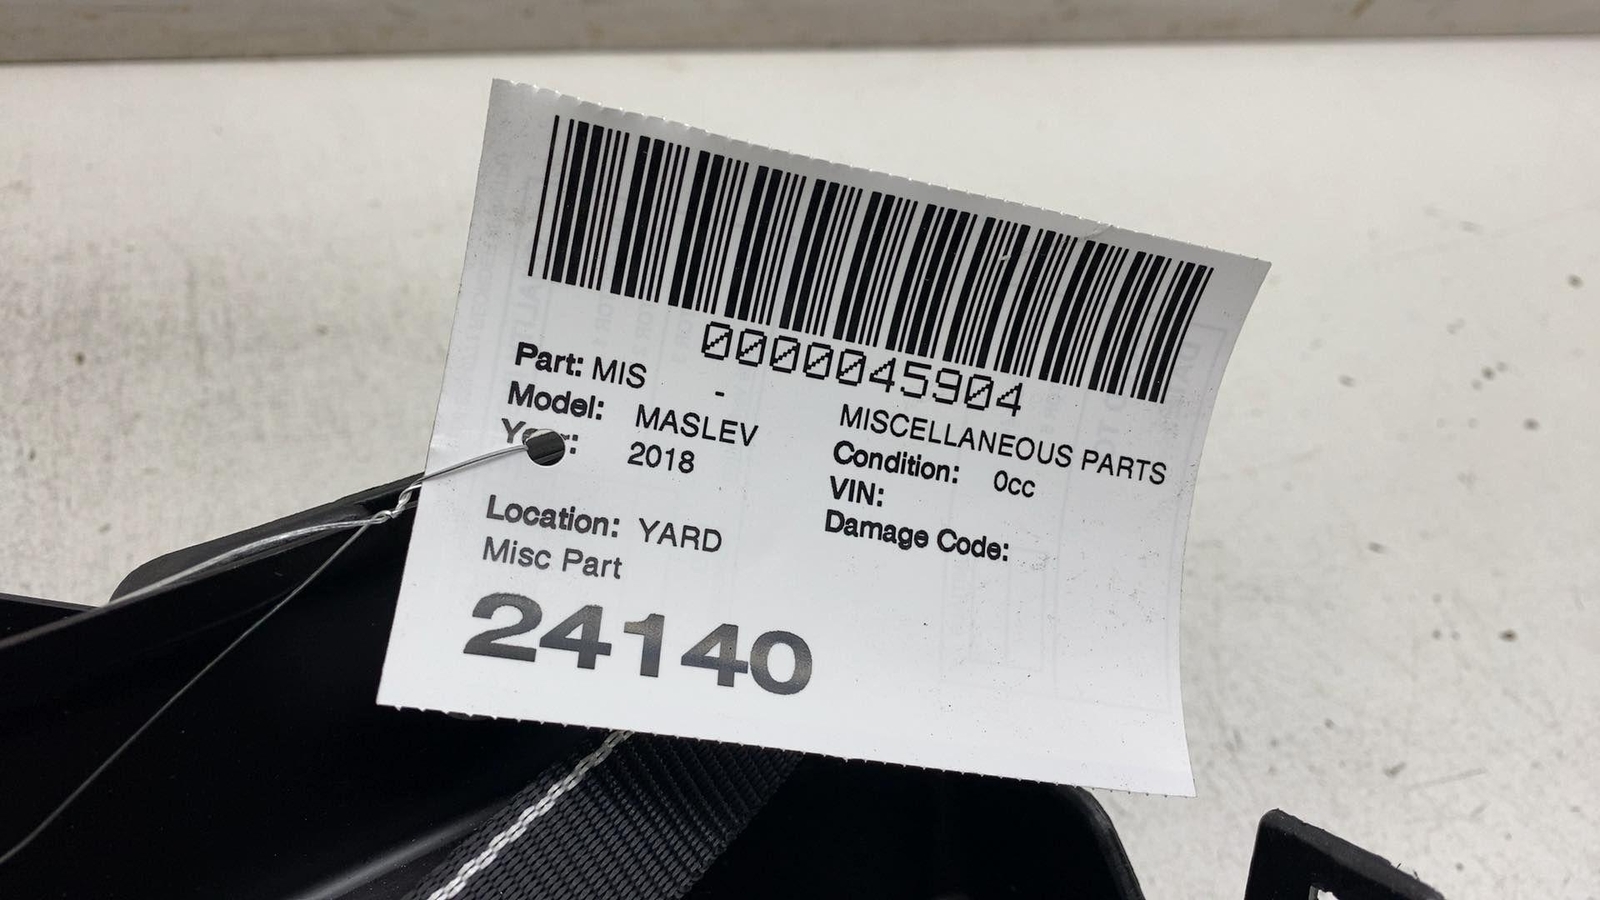 0000045904
Part: MIS -
MISCELLANEOUS PARTS
Model: MASLEV
Condition: 0cc
Year: 2018
VIN:
Damage Code:
Location: YARD
Misc Part
24140